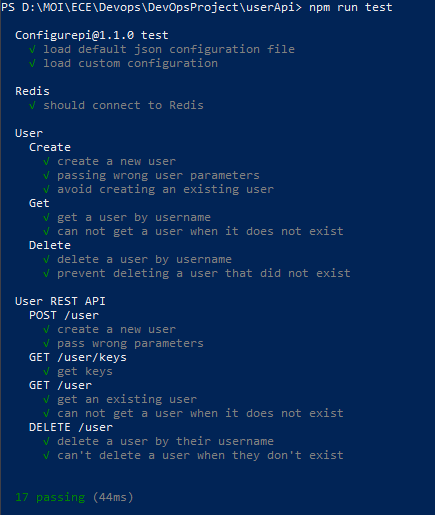 PS D:\MOI\ECE\Devops\DevOpsProject\userApi> npm run test
Configurepi@1.1.0 test
√ load default json configuration file
√ load custom configuration
Redis
√ should connect to Redis
User
Create
√ create a new user
√ passing wrong user parameters
√ avoid creating an existing user
Get
√ get a user by username
√ can not get a user when it does not exist
Delete
√ delete a user by username
√ prevent deleting a user that did not exist
User REST API
POST /user
√ create a new user
√ pass wrong parameters
GET /user/keys
√ get keys
GET /user
√ get an existing user
√ can not get a user when it does not exist
DELETE /user
√ delete a user by their username
√ can't delete a user when they don't exist
17 passing (44ms)